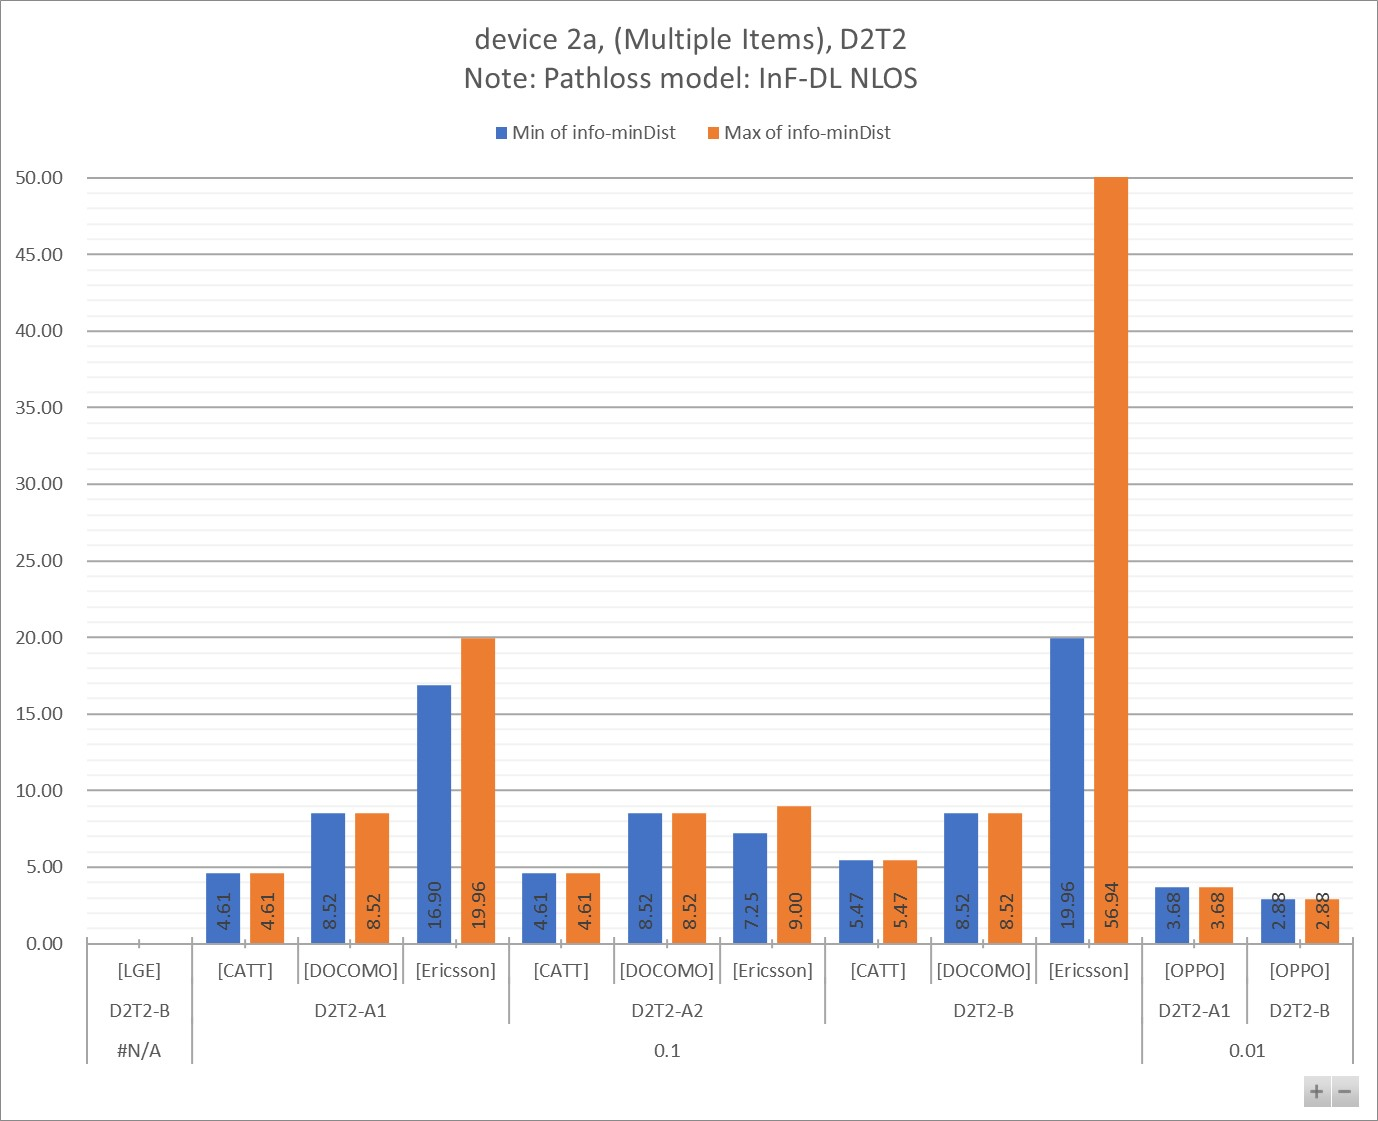 device 2a, (Multiple Items), D2T2
Note: Pathloss model: InF-DL NLOS
Min of info-minDist Max of info-minDist
50.00
45.00
40.00
35.00
30.00
25.00
20.00
15.00
10.00
5.00
0.00
4.61 4.61 8.52 8.52 16.90 19.96 4.61 4.61 8.52 8.52 7.25 9.00 5.47 5.47 8.52 8.52 19.96 56.94 3.68 3.68 2.88 2.88
[LGE] [CATT] [DOCOMO] [Ericsson] [CATT] [DOCOMO] [Ericsson] [CATT] [DOCOMO] [Ericsson] [OPPO] [OPPO]
D2T2-B D2T2-A1 D2T2-A2 D2T2-B D2T2-A1 D2T2-B
#N/A 0.1 0.01
+ −